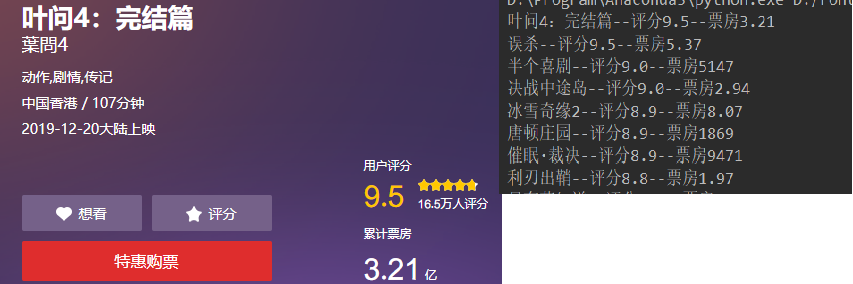 叶问4：完结篇
葉問4
动作,剧情,传记
中国香港 / 107分钟
2019-12-20大陆上映
想看
评分
特惠购票
用户评分
9.5
16.5万人评分
累计票房
3.21 亿
D:\Program\Anaconda3\python.exe D:/
叶问4：完结篇--评分9.5--票房3.21
误杀--评分9.5--票房5.37
半个喜剧--评分9.0--票房5147
决战中途岛--评分9.0--票房2.94
冰雪奇缘2--评分8.9--票房8.07
唐顿庄园--评分8.9--票房1869
催眠·裁决--评分8.9--票房9471
利刃出鞘--评分8.8--票房1.97